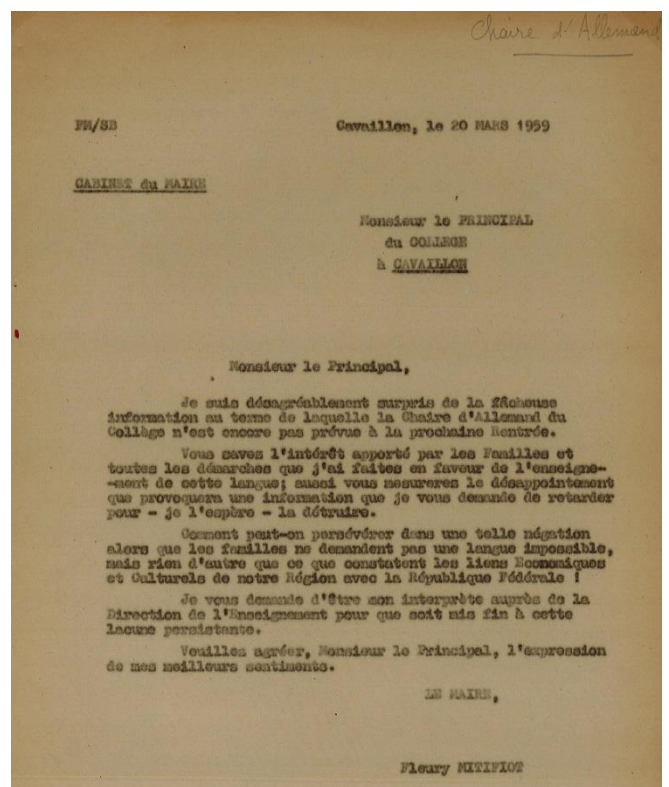 Chaire d'Allemand
FM/SB
Cavaillon, le 20 MARS 1959
CABINET du MAIRE
Monsieur le PRINCIPAL
du COLLEGE
à CAVAILLON
Monsieur le Principal,
Je suis désagréablement surpris de la fâcheuse
information au terme de laquelle la Chaire d'Allemand du
Collège n'est encore pas prévue à la prochaine Rentrée.
Vous savez l'intérêt apporté par les Familles et
toutes les démarches que j'ai faites en faveur de l'enseigne-
-ment de cette langue; aussi vous mesurerez le désappointement
que provoquera une information que je vous demande de retarder
pour - je l'espère - la détruire.
Comment peut-on persévérer dans une telle négation
alors que les familles ne demandent pas une langue impossible,
mais rien d'autre que ce que constatent les liens Economiques
et Culturels de notre Région avec la République Fédérale !
Je vous demande d'être mon interprète auprès de la
Direction de l'Enseignement pour que soit mis fin à cette
lacune persistante.
Veuillez agréer, Monsieur le Principal, l'expression
de mes meilleurs sentiments.
LE MAIRE,
Fleury MITIFIOT